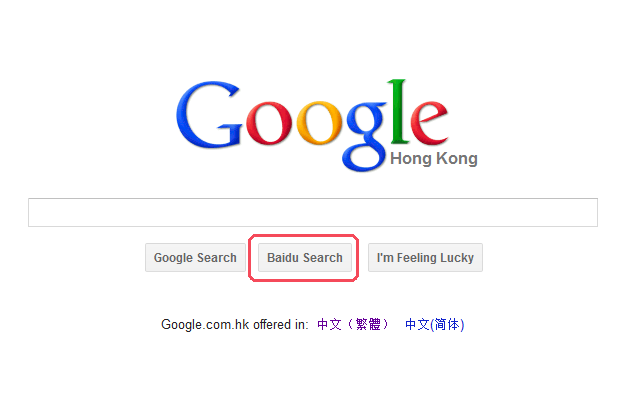 Google
Hong Kong
Google Search
Baidu Search
I'm Feeling Lucky
Google.com.hk offered in: 中文（繁體） 中文(简体)